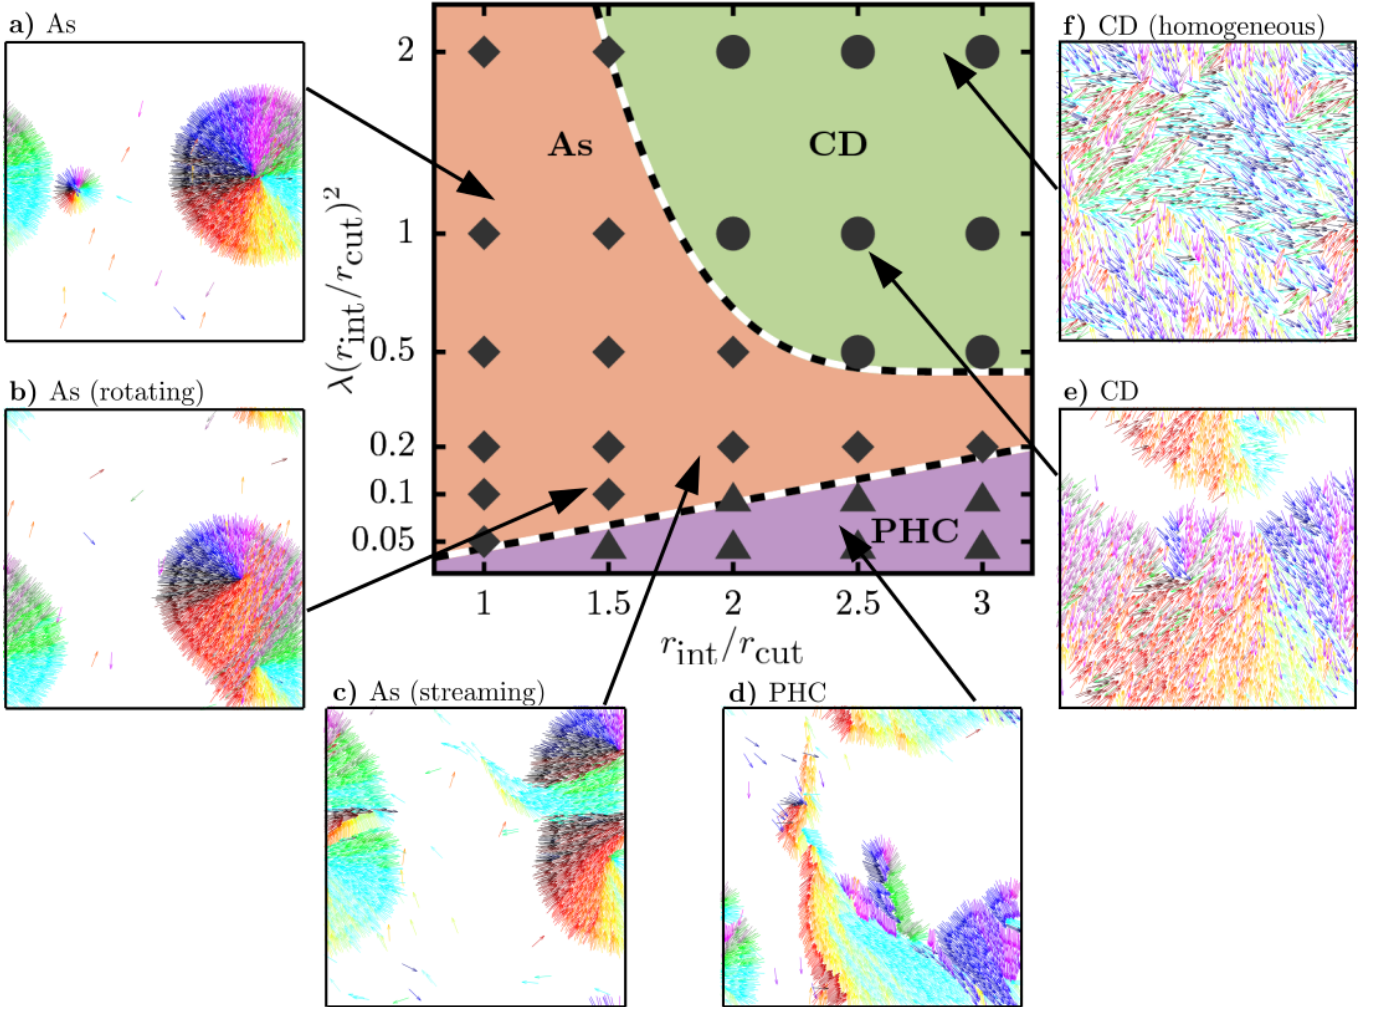 a) As
f) CD (homogeneous)
2
As
CD
1
λ(r_int/r_cut)^2
0.5
b) As (rotating)
e) CD
0.2
0.1
PHC
0.05
1 1.5 2 2.5 3
r_int/r_cut
c) As (streaming)
d) PHC